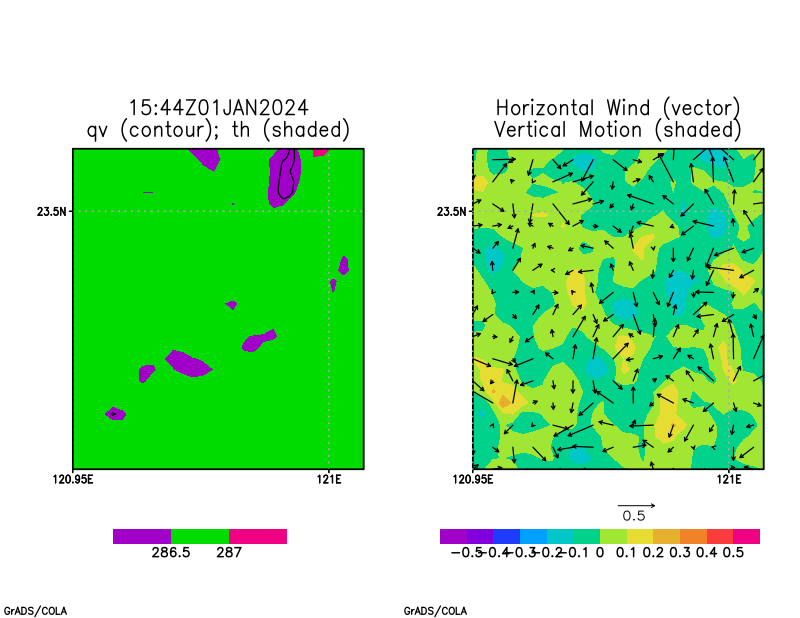 15:44Z01JAN2024
qv (contour); th (shaded)
Horizontal Wind (vector)
Vertical Motion (shaded)
23.5N
23.5N
120.95E
121E
120.95E
121E
0.5
286.5
287
-0.5 -0.4 -0.3 -0.2 -0.1 0 0.1 0.2 0.3 0.4 0.5
GrADS/COLA
GrADS/COLA